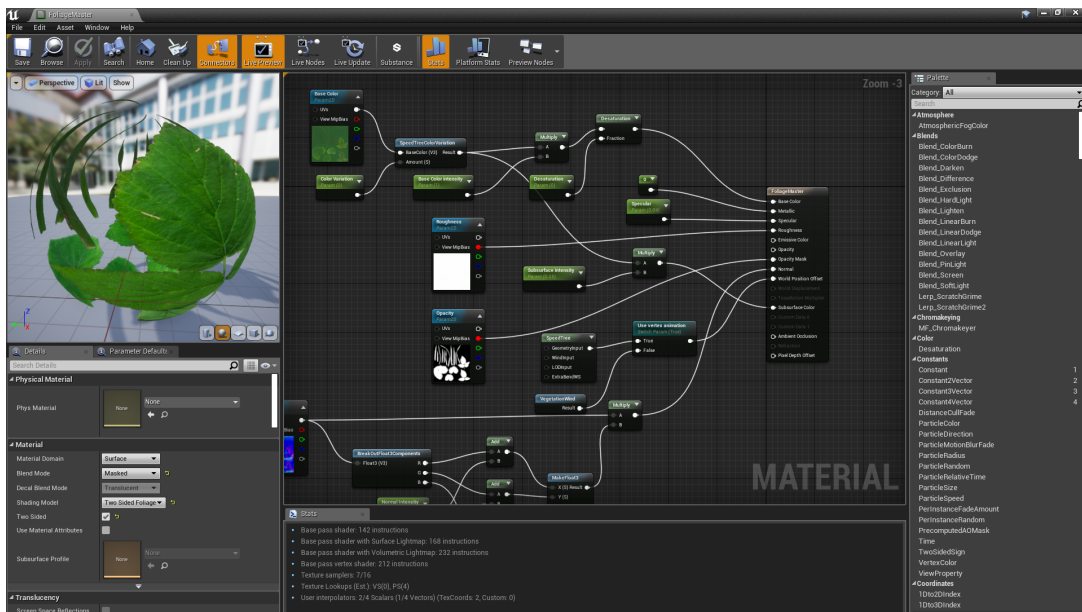 FoliageMaster
File Edit Asset Window Help
Save Browse Apply Search Home Clean Up Connectors Live Preview Live Nodes Live Update Substance Stats Platform Stats Preview Nodes
Perspective Lit Show
Zoom -3
Base Color
UVs
View MipBias
SpeedTreeColorVariation
BaseColor (V3) Result
Amount (S)
Color Variation
Base Color Intensity
Multiply
A
B
Desaturation
Fraction
Desaturation
0
Specular
Roughness
UVs
View MipBias
Subsurface Intensity
Multiply
A
B
Opacity
UVs
View MipBias
SpeedTree
GeometryInput
WindInput
LODInput
ExtraBendWS
Use vertex animation
True
False
VegetationWind
Result
Multiply
A
B
BreakOutFloat3Components
Float3 (V3) R
G
B
Add
A
B
Add
A
MakeFloat3
X (S) Result
Y (S)
Normal Intensity
FoliageMaster
Base Color
Metallic
Specular
Roughness
Emissive Color
Opacity
Opacity Mask
Normal
World Position Offset
World Displacement
Subsurface Color
Ambient Occlusion
Refraction
Pixel Depth Offset
MATERIAL
Details Parameter Defaults
Search Details
Physical Material
Phys Material None None
Material
Material Domain Surface
Blend Mode Masked
Decal Blend Mode Translucent
Shading Model Two Sided Foliage
Two Sided
Use Material Attributes
Subsurface Profile None None
Translucency
Screen Space Reflections
Stats
Base pass shader: 142 instructions
Base pass shader with Surface Lightmap: 168 instructions
Base pass shader with Volumetric Lightmap: 232 instructions
Base pass vertex shader: 212 instructions
Texture samplers: 7/16
Texture Lookups (Est.): VS(0), PS(4)
User interpolators: 2/4 Scalars (1/4 Vectors) (TexCoords: 2, Custom: 0)
Palette
Category: All
Search
Atmosphere
AtmosphericFogColor
Blends
Blend_ColorBurn
Blend_ColorDodge
Blend_Darken
Blend_Difference
Blend_Exclusion
Blend_HardLight
Blend_Lighten
Blend_LinearBurn
Blend_LinearDodge
Blend_LinearLight
Blend_Overlay
Blend_PinLight
Blend_Screen
Blend_SoftLight
Lerp_ScratchGrime
Lerp_ScratchGrime2
Chromakeying
MF_Chromakeyer
Color
Desaturation
Constants
Constant 1
Constant2Vector 2
Constant3Vector 3
Constant4Vector 4
DistanceCullFade
ParticleColor
ParticleDirection
ParticleMotionBlurFade
ParticleRadius
ParticleRandom
ParticleRelativeTime
ParticleSize
ParticleSpeed
PerInstanceFadeAmount
PerInstanceRandom
PrecomputedAOMask
Time
TwoSidedSign
VertexColor
ViewProperty
Coordinates
1Dto2DIndex
1Dto3DIndex